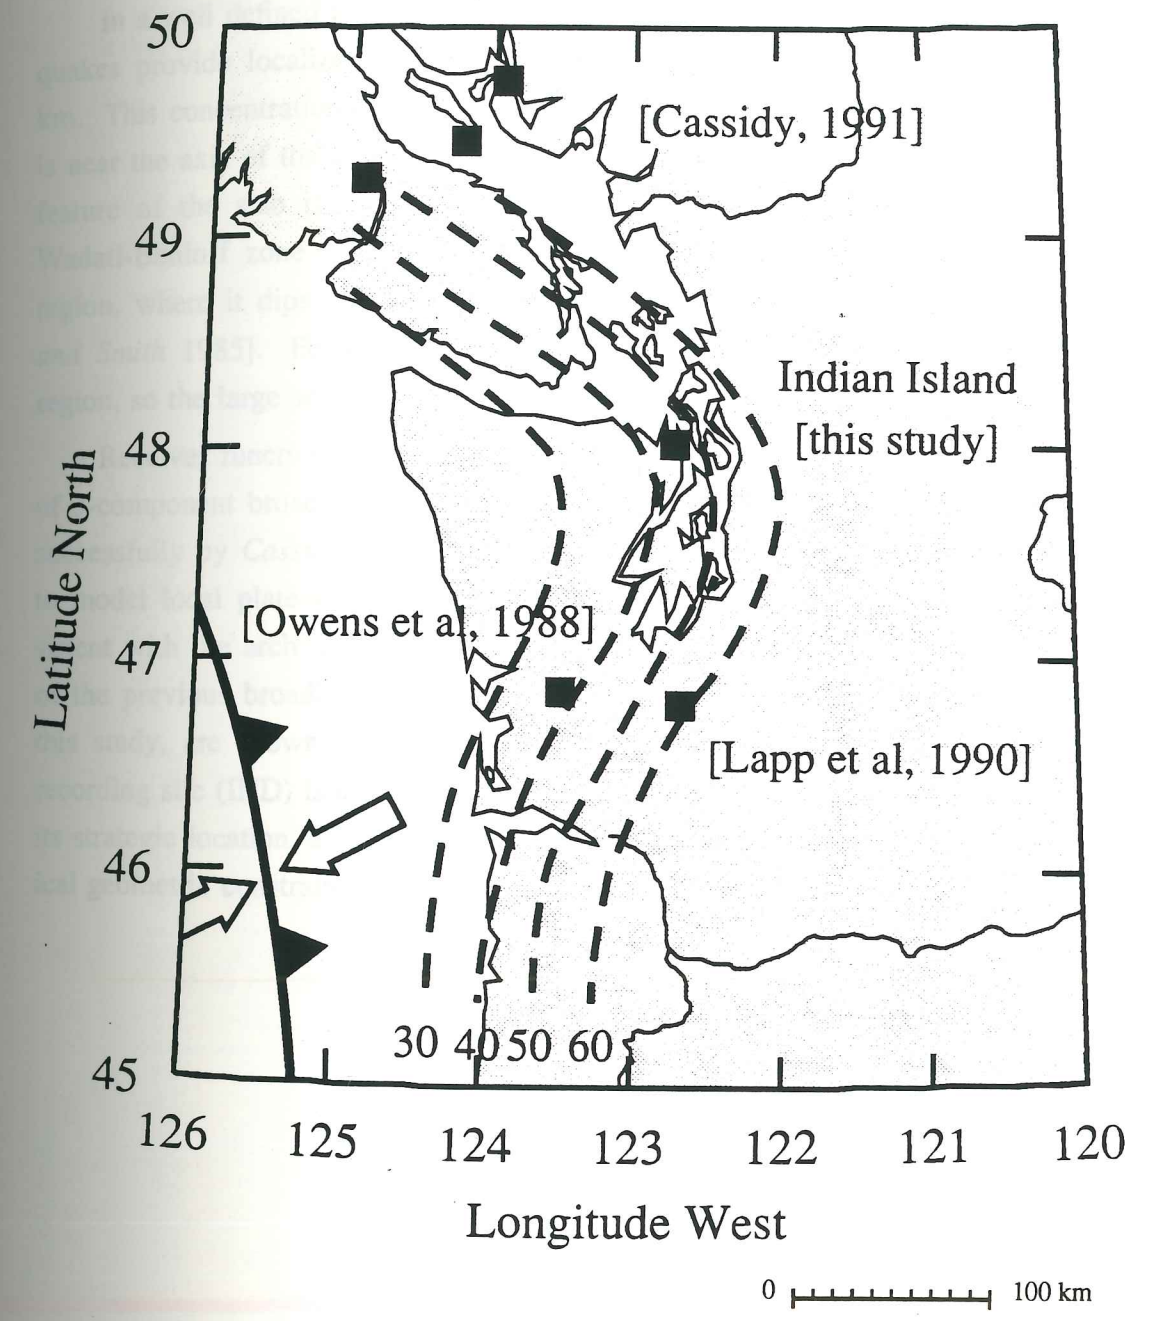 50
[Cassidy, 1991]
49
Indian Island
[this study]
48
Latitude North
[Owens et al, 1988]
47
[Lapp et al, 1990]
46
30 40 50 60
45
126 125 124 123 122 121 120
Longitude West
0 100 km